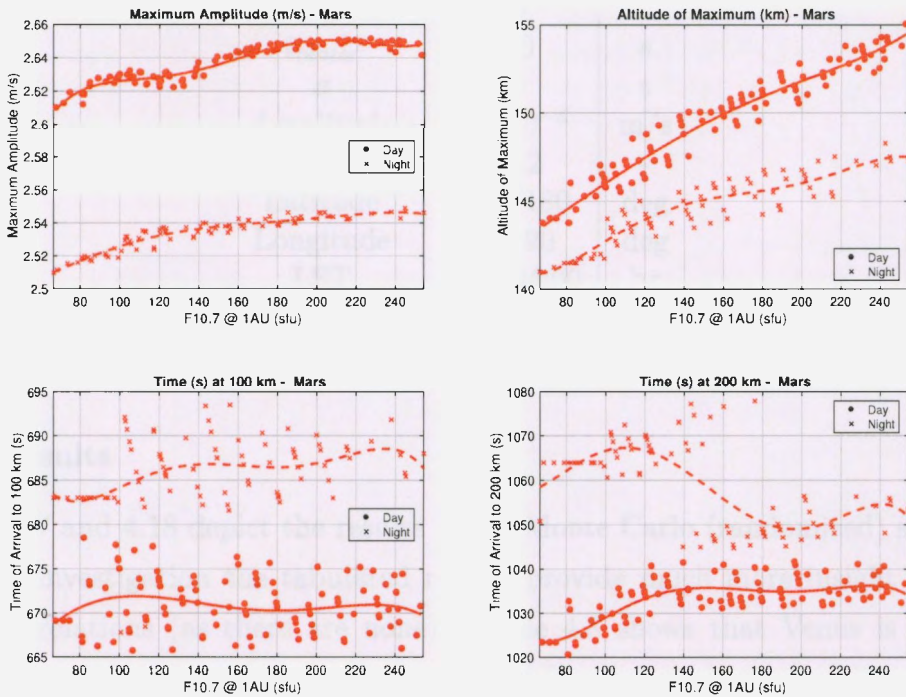 Maximum Amplitude (m/s) - Mars
2.66
2.64
2.62
2.6
2.58
2.56
2.54
2.52
2.5
Maximum Amplitude (m/s)
Day
Night
80 100 120 140 160 180 200 220 240
F10.7 @ 1AU (sfu)
Altitude of Maximum (km) - Mars
155
150
145
140
Altitude of Maximum (km)
Day
Night
80 100 120 140 160 180 200 220 240
F10.7 @ 1AU (sfu)
Time (s) at 100 km - Mars
695
690
685
680
675
670
665
Time of Arrival to 100 km (s)
Day
Night
80 100 120 140 160 180 200 220 240
F10.7 @ 1AU (sfu)
Time (s) at 200 km - Mars
1080
1070
1060
1050
1040
1030
1020
Time of Arrival to 200 km (s)
Day
Night
80 100 120 140 160 180 200 220 240
F10.7 @ 1AU (sfu)